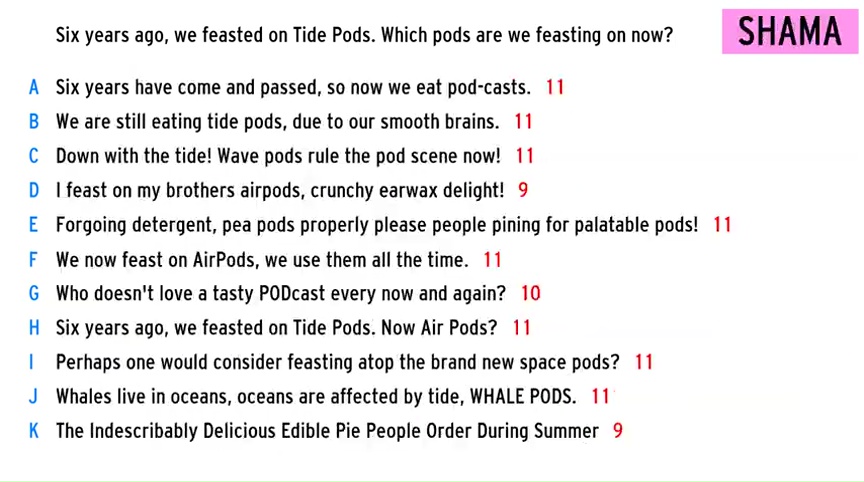 Six years ago, we feasted on Tide Pods. Which pods are we feasting on now?
SHAMA
A Six years have come and passed, so now we eat pod-casts. 11
B We are still eating tide pods, due to our smooth brains. 11
C Down with the tide! Wave pods rule the pod scene now! 11
D I feast on my brothers airpods, crunchy earwax delight! 9
E Forgoing detergent, pea pods properly please people pining for palatable pods! 11
F We now feast on AirPods, we use them all the time. 11
G Who doesn't love a tasty PODcast every now and again? 10
H Six years ago, we feasted on Tide Pods. Now Air Pods? 11
I Perhaps one would consider feasting atop the brand new space pods? 11
J Whales live in oceans, oceans are affected by tide, WHALE PODS. 11
K The Indescribably Delicious Edible Pie People Order During Summer 9